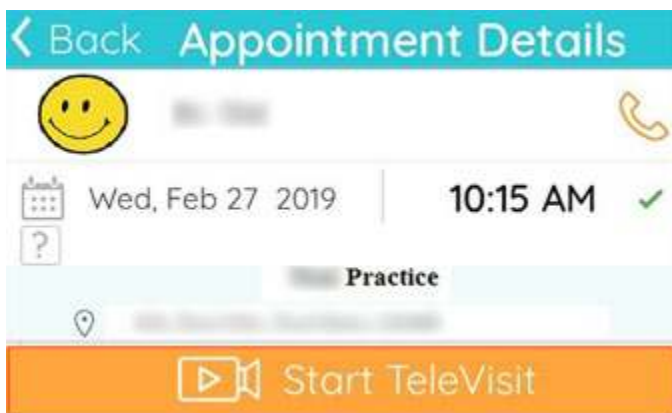 Back Appointment Details
Wed, Feb 27 2019 10:15 AM
?
Practice
Start TeleVisit